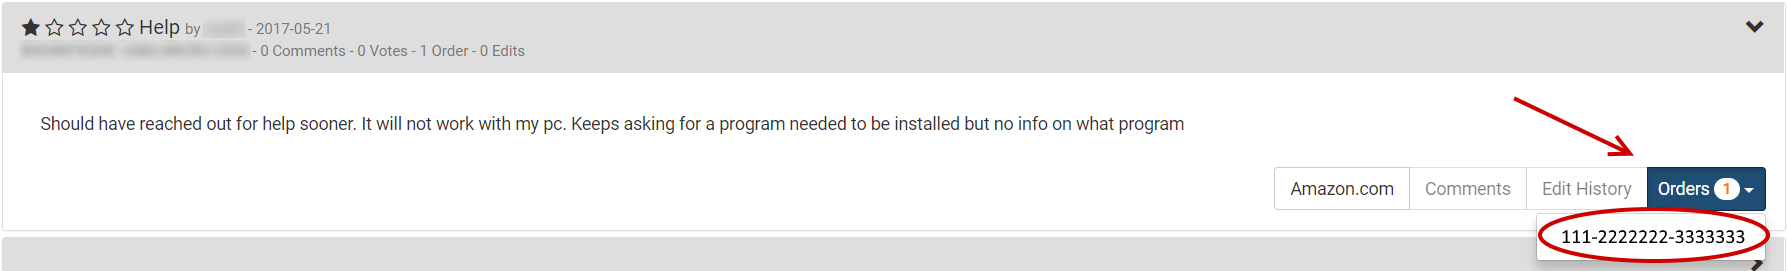 Help by - 2017-05-21
- 0 Comments - 0 Votes - 1 Order - 0 Edits
Should have reached out for help sooner. It will not work with my pc. Keeps asking for a program needed to be installed but no info on what program
Amazon.com Comments Edit History Orders 1
111-2222222-3333333